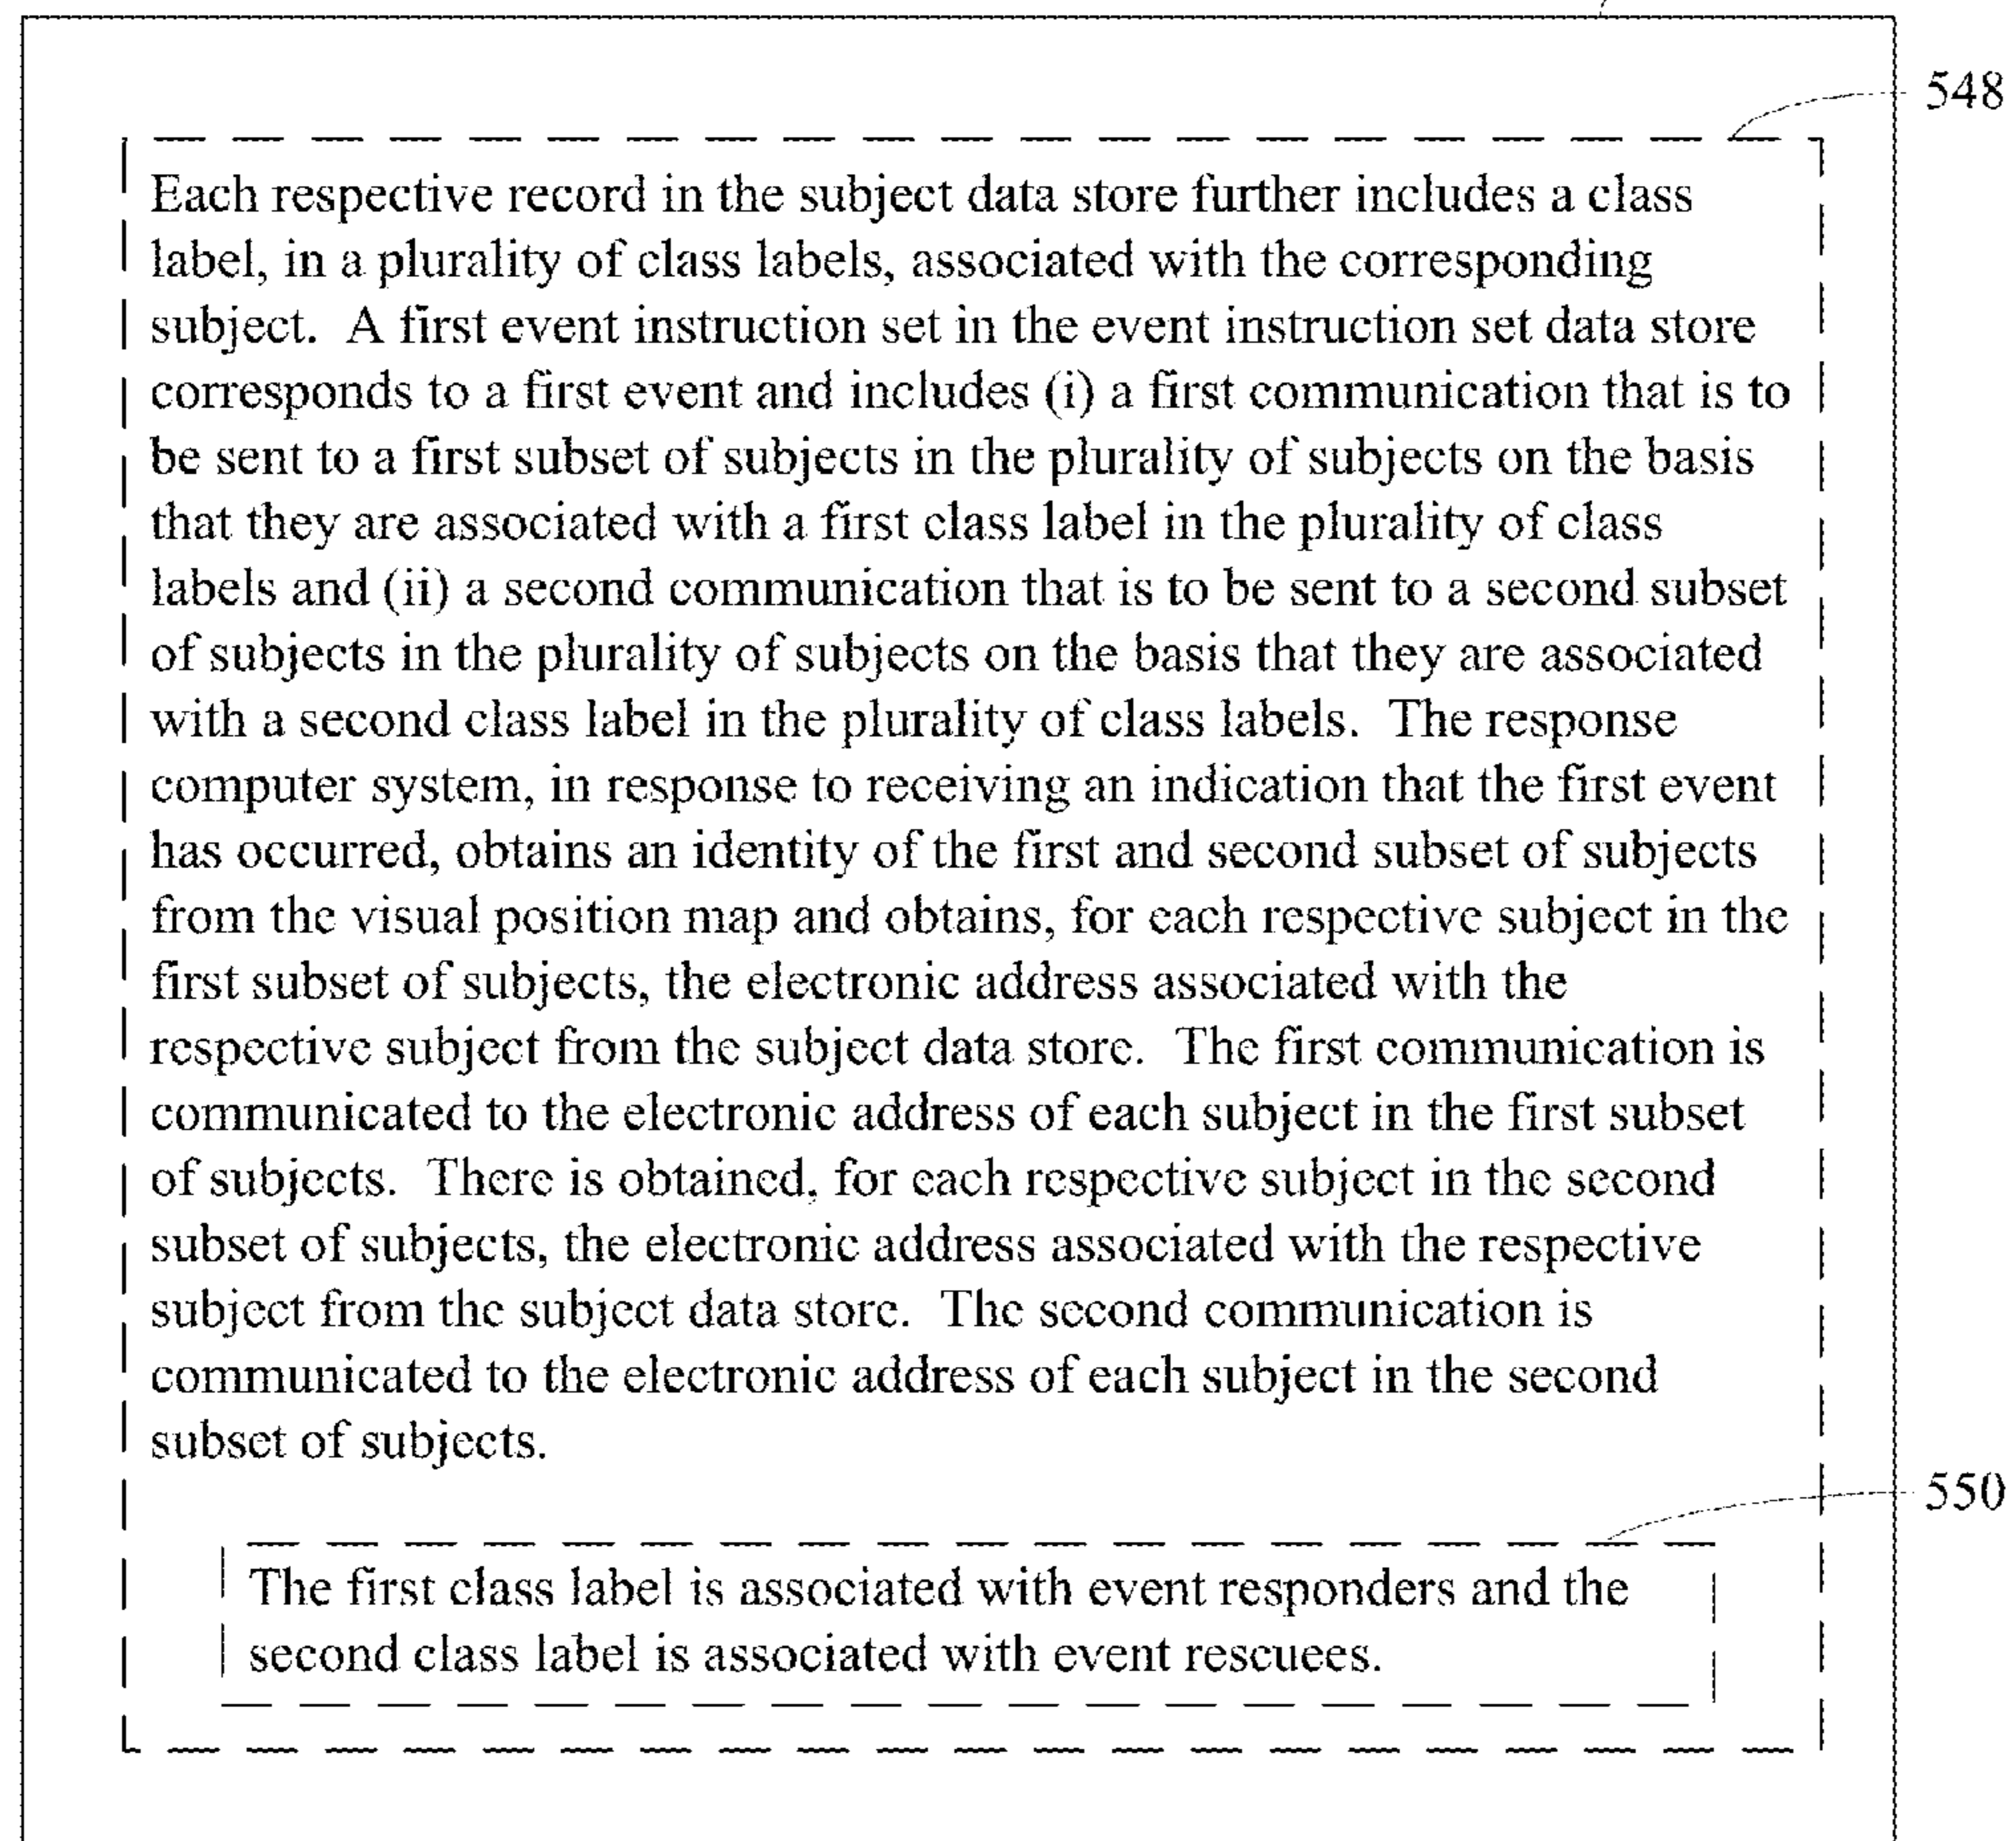 548
Each respective record in the subject data store further includes a class
label, in a plurality of class labels, associated with the corresponding
subject.  A first event instruction set in the event instruction set data store
corresponds to a first event and includes (i) a first communication that is to
be sent to a first subset of subjects in the plurality of subjects on the basis
that they are associated with a first class label in the plurality of class
labels and (ii) a second communication that is to be sent to a second subset
of subjects in the plurality of subjects on the basis that they are associated
with a second class label in the plurality of class labels.  The response
computer system, in response to receiving an indication that the first event
has occurred, obtains an identity of the first and second subset of subjects
from the visual position map and obtains, for each respective subject in the
first subset of subjects, the electronic address associated with the
respective subject from the subject data store.  The first communication is
communicated to the electronic address of each subject in the first subset
of subjects.  There is obtained, for each respective subject in the second
subset of subjects, the electronic address associated with the respective
subject from the subject data store.  The second communication is
communicated to the electronic address of each subject in the second
subset of subjects.
550
The first class label is associated with event responders and the
second class label is associated with event rescuees.